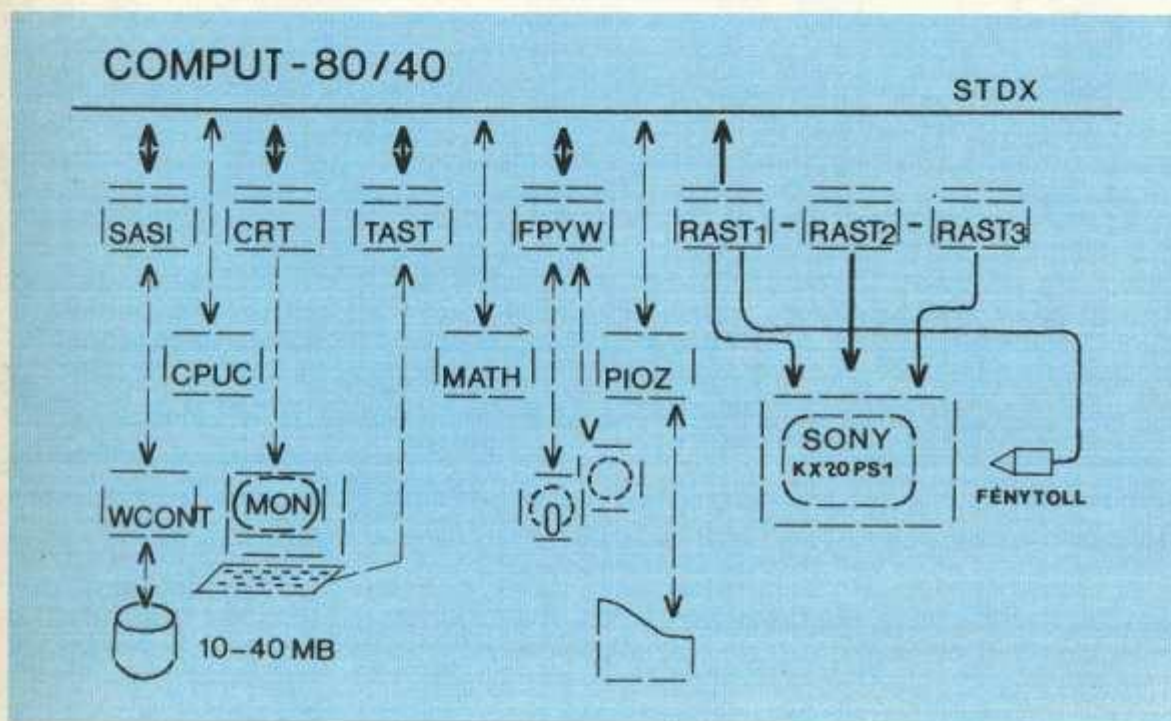 COMPUT-80/40
STDX
SASI
CRT
TAST
FPYW
RAST1 - RAST2 - RAST3
CPUC
MATH
PIOZ
V
SONY
KX20PS1
WCONT
MON
FÉNYTOLL
10-40 MB